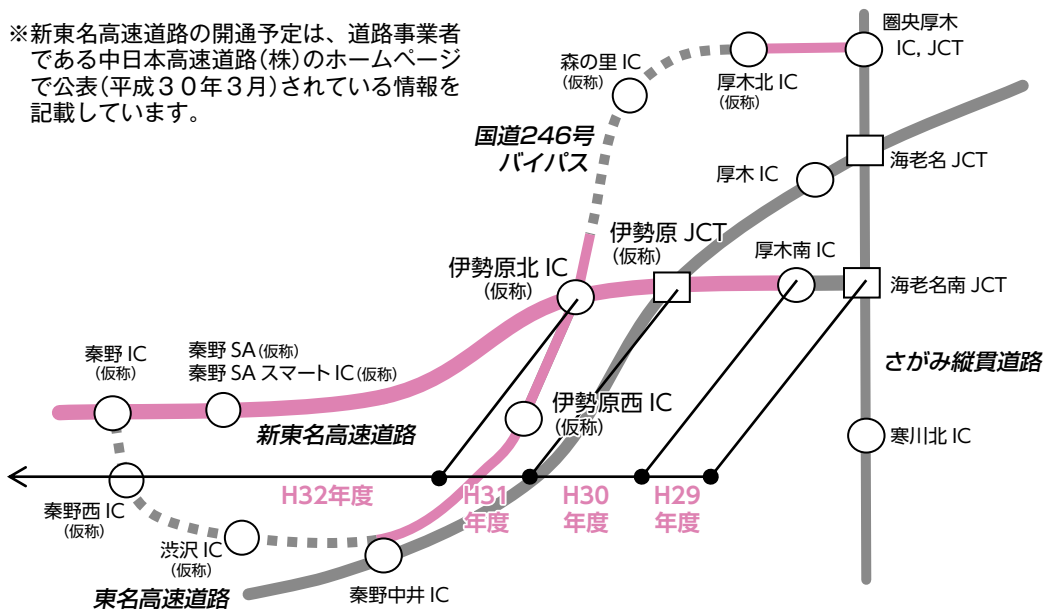 ※新東名高速道路の開通予定は、道路事業者
である中日本高速道路(株)のホームページ
で公表(平成30年3月)されている情報を
記載しています。
圏央厚木
IC, JCT
森の里 IC
(仮称)
厚木北 IC
(仮称)
国道246号
バイパス
厚木 IC
海老名 JCT
伊勢原 JCT
(仮称)
厚木南 IC
伊勢原北 IC
(仮称)
海老名南 JCT
秦野 IC
(仮称)
秦野 SA(仮称)
秦野 SA スマート IC(仮称)
さがみ縦貫道路
伊勢原西 IC
(仮称)
新東名高速道路
寒川北 IC
H32年度
H31
年度
H30
年度
H29
年度
秦野西 IC
(仮称)
渋沢 IC
(仮称)
秦野中井 IC
東名高速道路